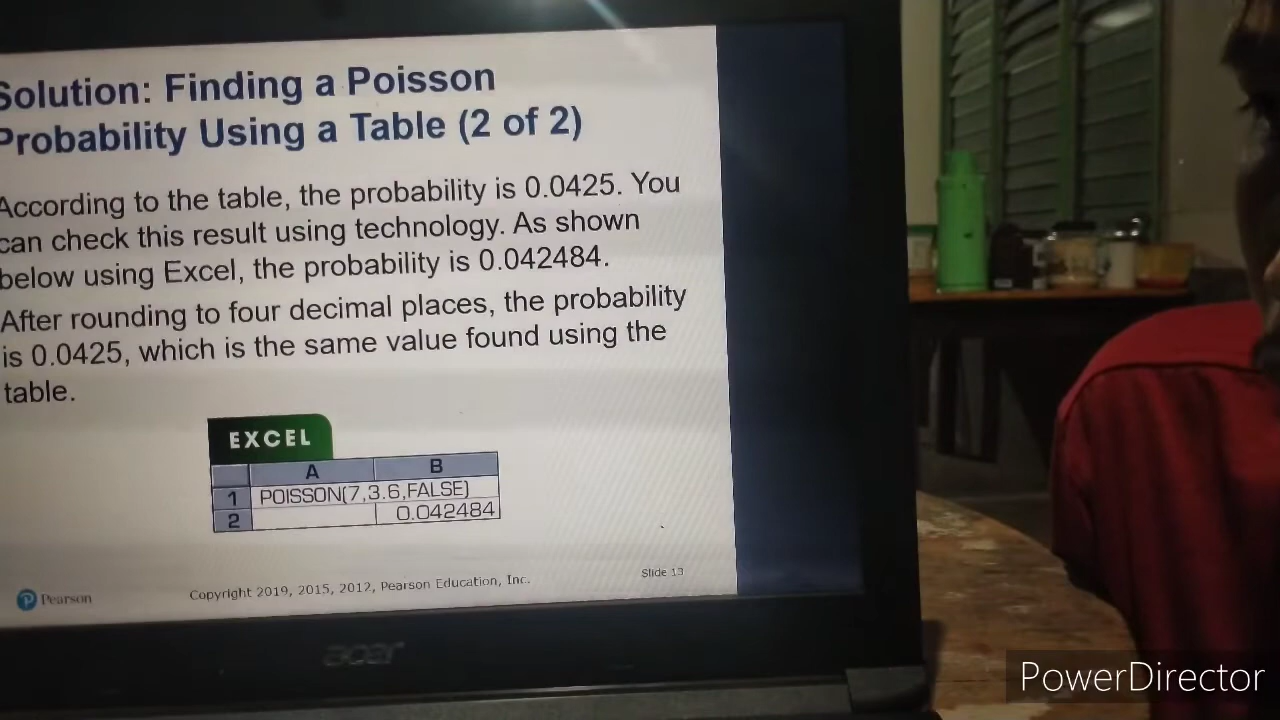 Solution: Finding a Poisson
Probability Using a Table (2 of 2)
According to the table, the probability is 0.0425. You
can check this result using technology. As shown
below using Excel, the probability is 0.042484.
After rounding to four decimal places, the probability
is 0.0425, which is the same value found using the
table.
EXCEL
A B
1 POISSON(7,3.6,FALSE)
2 0.042484
Pearson
Copyright 2019, 2015, 2012, Pearson Education, Inc.
Slide 13
acer
PowerDirector